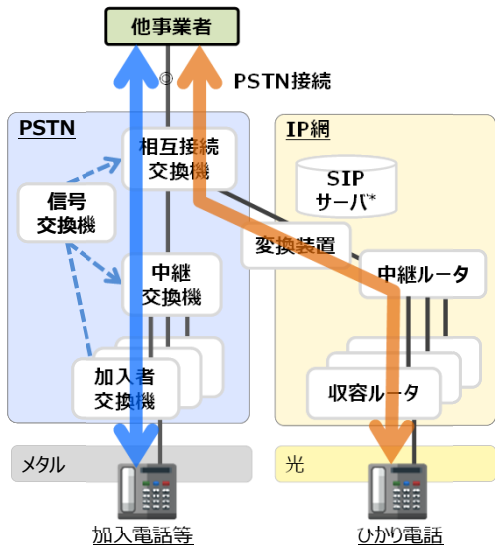 他事業者
◎
PSTN接続
PSTN
IP網
相互接続
交換機
SIP
サーバ*
信号
交換機
変換装置
中継
交換機
中継ルータ
加入者
交換機
収容ルータ
メタル
光
加入電話等
ひかり電話